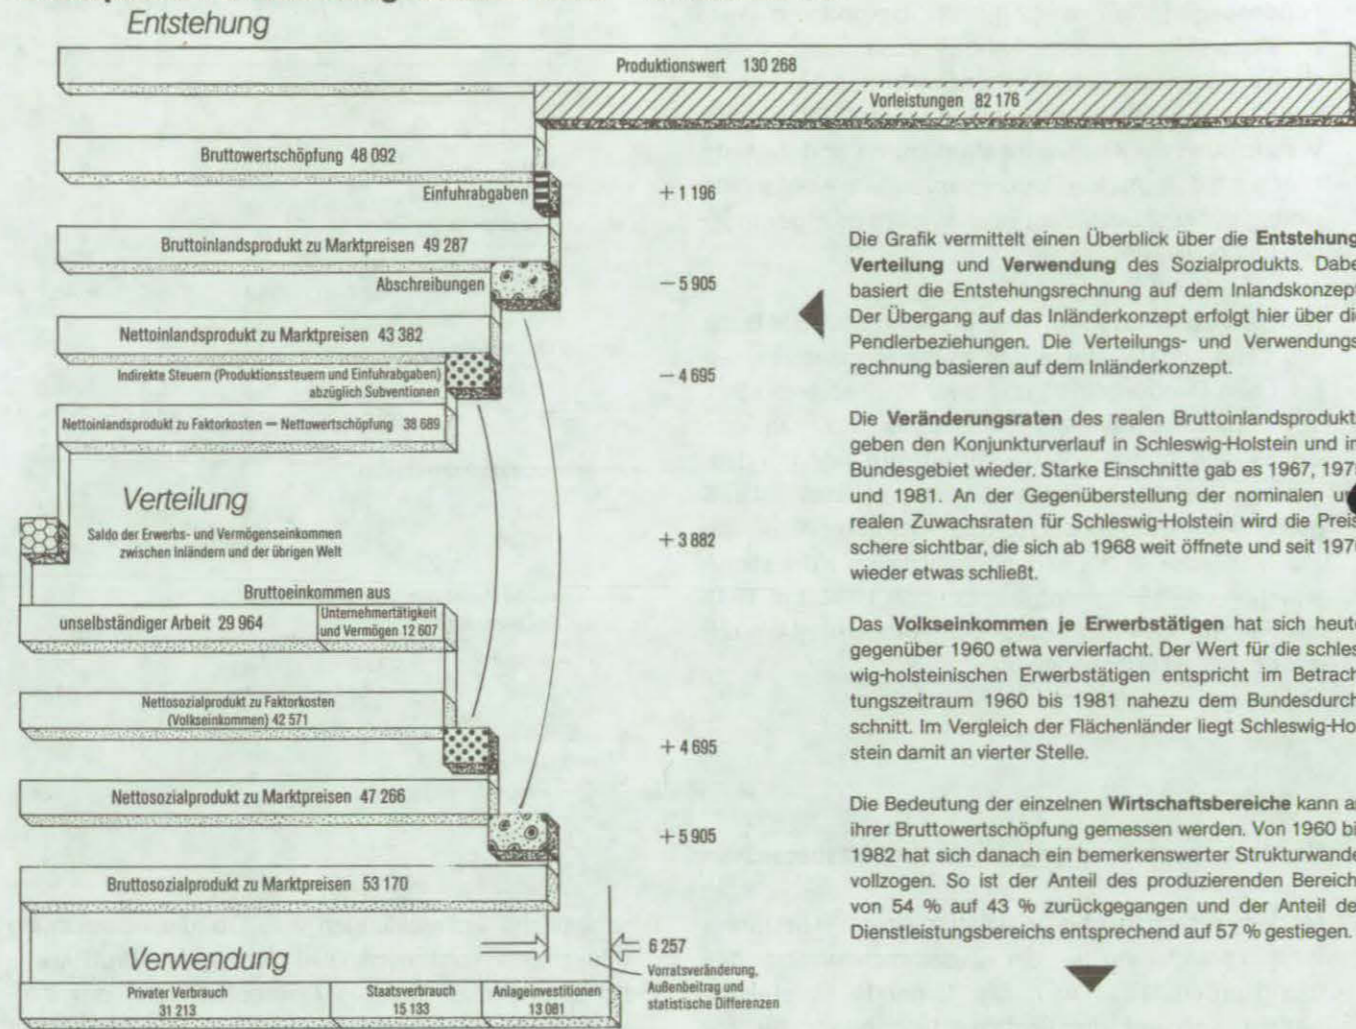 Entstehung
Produktionswert 130 268
Vorleistungen 82 176
Bruttowertschöpfung 48 092
Einfuhrabgaben
+ 1 196
Bruttoinlandsprodukt zu Marktpreisen 49 287
Abschreibungen
— 5 905
Nettoinlandsprodukt zu Marktpreisen 43 382
Indirekte Steuern (Produktionssteuern und Einfuhrabgaben)
abzüglich Subventionen
— 4 695
Nettoinlandsprodukt zu Faktorkosten — Nettowertschöpfung 38 689
Verteilung
Saldo der Erwerbs- und Vermögenseinkommen
zwischen Inländern und der übrigen Welt
+ 3 882
Bruttoeinkommen aus
unselbständiger Arbeit 29 964
Unternehmertätigkeit
und Vermögen 12 607
Nettosozialprodukt zu Faktorkosten
(Volkseinkommen) 42 571
+ 4 695
Nettosozialprodukt zu Marktpreisen 47 266
+ 5 905
Bruttosozialprodukt zu Marktpreisen 53 170
6 257
Vorratsveränderung,
Außenbeitrag und
statistische Differenzen
Verwendung
Privater Verbrauch
31 213
Staatsverbrauch
15 133
Anlageinvestitionen
13 081
Die Grafik vermittelt einen Überblick über die Entstehung
Verteilung und Verwendung des Sozialprodukts. Dabe
basiert die Entstehungsrechnung auf dem Inlandskonzept
Der Übergang auf das Inländerkonzept erfolgt hier über di
Pendlerbeziehungen. Die Verteilungs- und Verwendungs
rechnung basieren auf dem Inländerkonzept.
Die Veränderungsraten des realen Bruttoinlandsprodukt
geben den Konjunkturverlauf in Schleswig-Holstein und in
Bundesgebiet wieder. Starke Einschnitte gab es 1967, 197
und 1981. An der Gegenüberstellung der nominalen u
realen Zuwachsraten für Schleswig-Holstein wird die Preis
schere sichtbar, die sich ab 1968 weit öffnete und seit 197
wieder etwas schließt.
Das Volkseinkommen je Erwerbstätigen hat sich heute
gegenüber 1960 etwa vervierfacht. Der Wert für die schles
wig-holsteinischen Erwerbstätigen entspricht im Betrach
tungszeitraum 1960 bis 1981 nahezu dem Bundesdurch
schnitt. Im Vergleich der Flächenländer liegt Schleswig-Ho
stein damit an vierter Stelle.
Die Bedeutung der einzelnen Wirtschaftsbereiche kann a
ihrer Bruttowertschöpfung gemessen werden. Von 1960 bi
1982 hat sich danach ein bemerkenswerter Strukturwande
vollzogen. So ist der Anteil des produzierenden Bereich
von 54 % auf 43 % zurückgegangen und der Anteil de
Dienstleistungsbereichs entsprechend auf 57 % gestiegen.